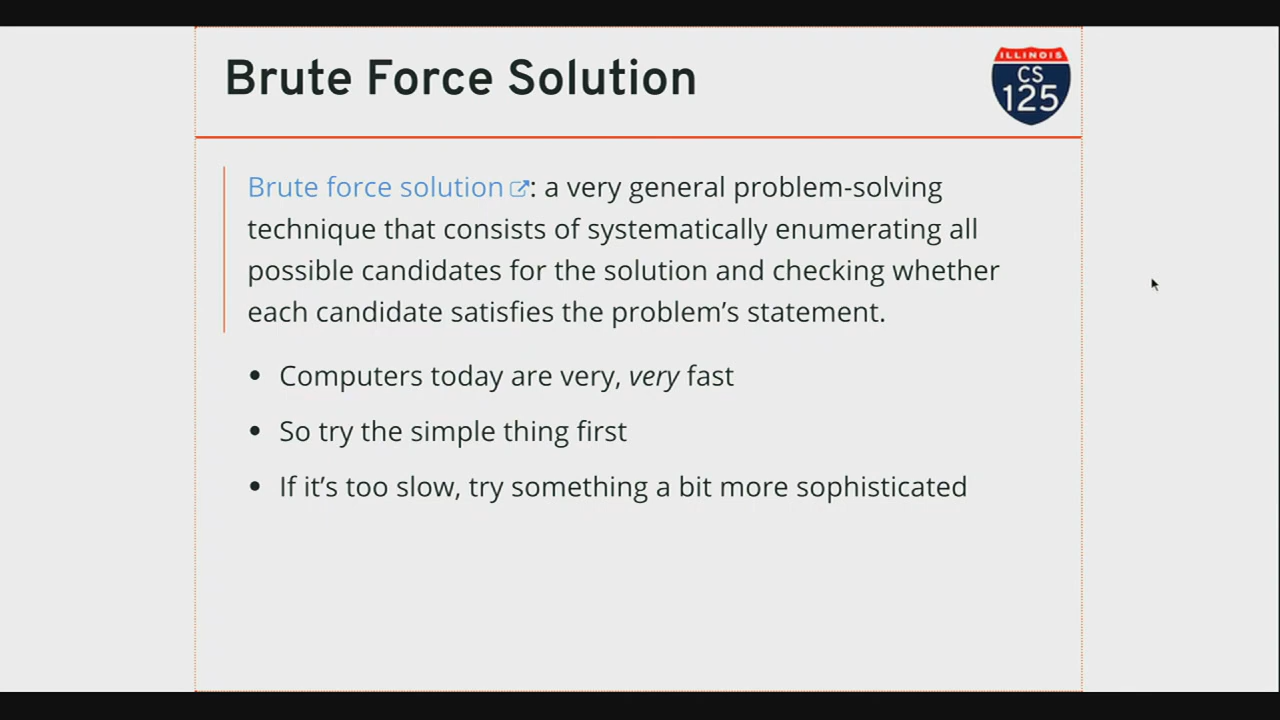 Brute Force Solution
ILLINOIS
CS
125
Brute force solution: a very general problem-solving
technique that consists of systematically enumerating all
possible candidates for the solution and checking whether
each candidate satisfies the problem’s statement.
• Computers today are very, very fast
• So try the simple thing first
• If it’s too slow, try something a bit more sophisticated